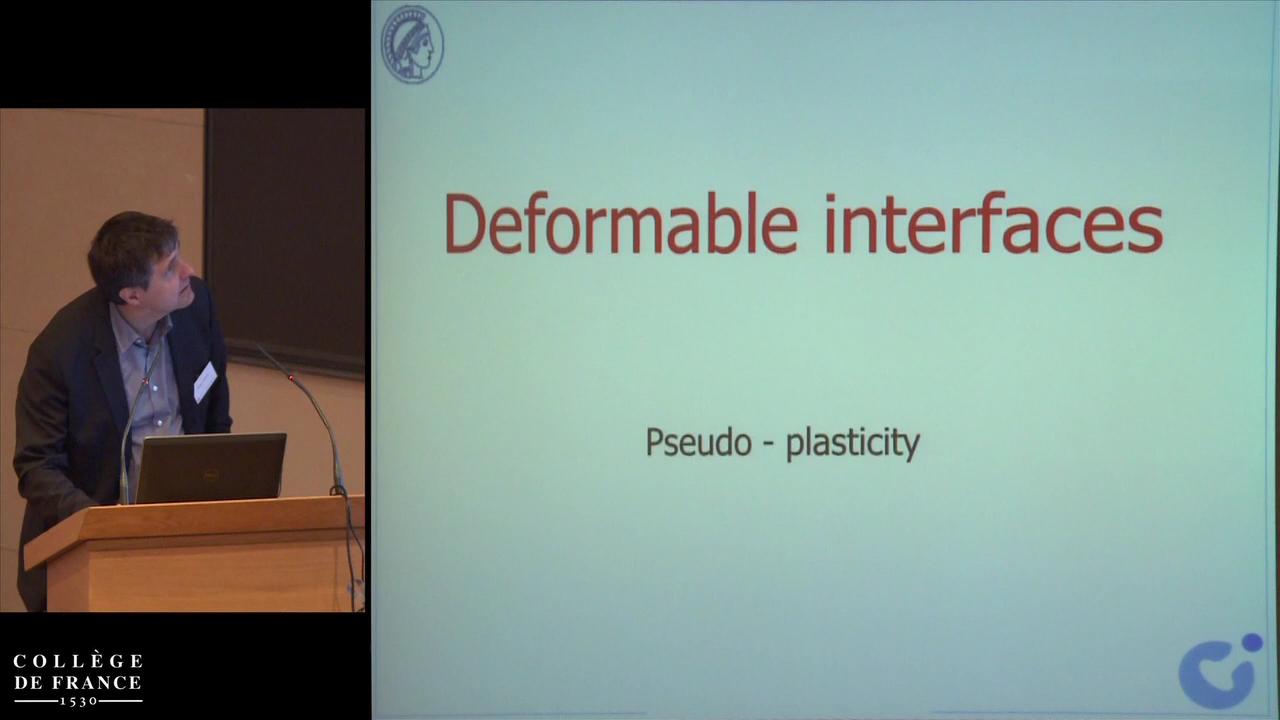 Deformable interfaces
Pseudo - plasticity
COLLÈGE
DE FRANCE
1530